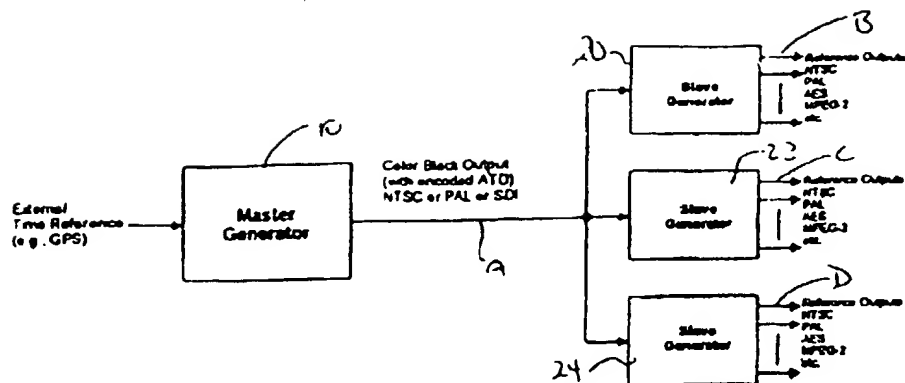 External
Time Reference
(e.g., GPS)
10
Master
Generator
Color Black Output
(with encoded ATD)
NTSC or PAL or SDI
20
Slave
Generator
B
Reference Outputs
NTSC
PAL
AES
MPEG-2
etc.
Slave
Generator
C
Reference Outputs
NTSC
PAL
AES
MPEG-2
etc.
24
Slave
Generator
D
Reference Outputs
NTSC
PAL
AES
MPEG-2
etc.